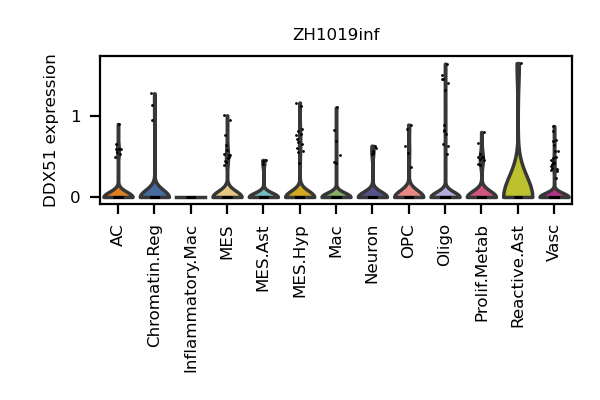 ZH1019inf
DDX51 expression
1
0
AC
Chromatin.Reg
Inflammatory.Mac
MES
MES.Ast
MES.Hyp
Mac
Neuron
OPC
Oligo
Prolif.Metab
Reactive.Ast
Vasc